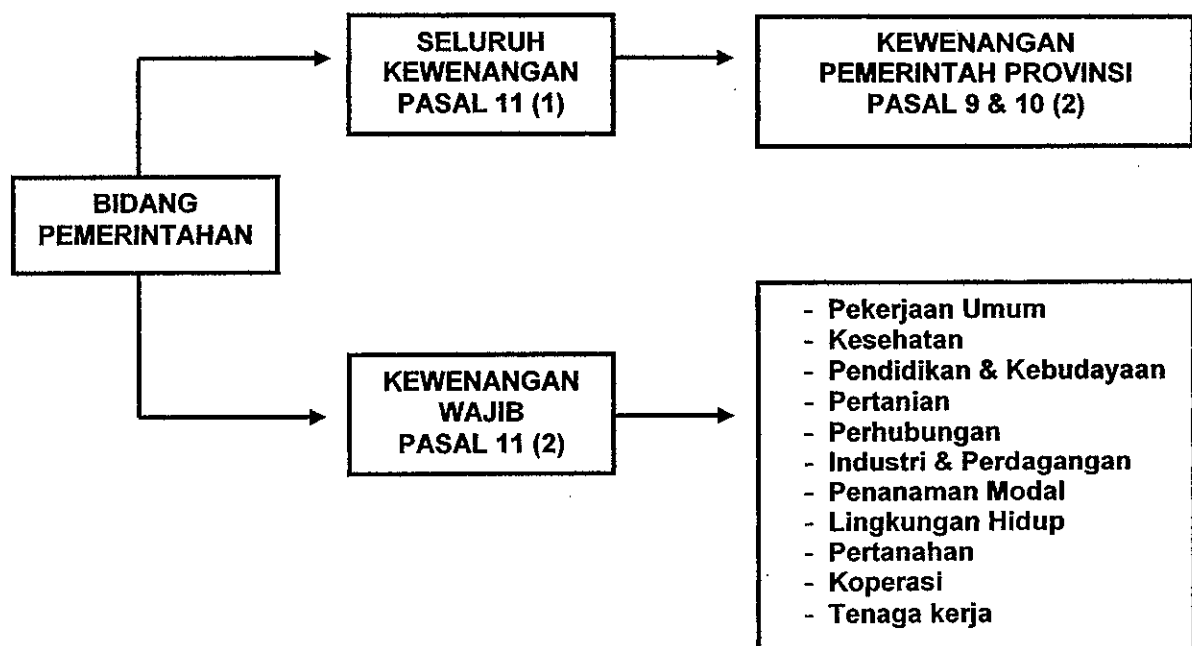 SELURUH
KEWENANGAN
PASAL 11 (1)
KEWENANGAN
PEMERINTAH PROVINSI
PASAL 9 & 10 (2)
BIDANG
PEMERINTAHAN
KEWENANGAN
WAJIB
PASAL 11 (2)
- Pekerjaan Umum
- Kesehatan
- Pendidikan & Kebudayaan
- Pertanian
- Perhubungan
- Industri & Perdagangan
- Penanaman Modal
- Lingkungan Hidup
- Pertanahan
- Koperasi
- Tenaga kerja